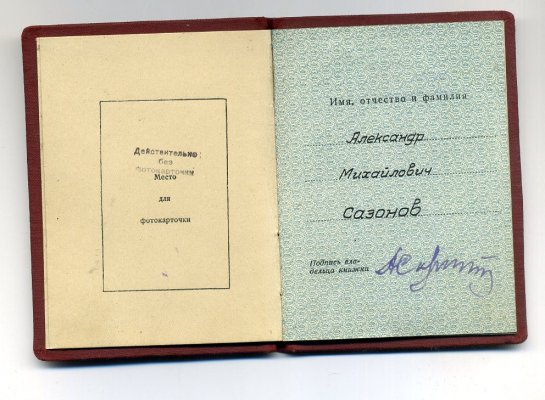 Действительно
без
фотокарточки
Место
для
фотокарточки
Имя, отчество и фамилия
Александр
Михайлович
Сазонов
Подпись вла-
дельца книжки